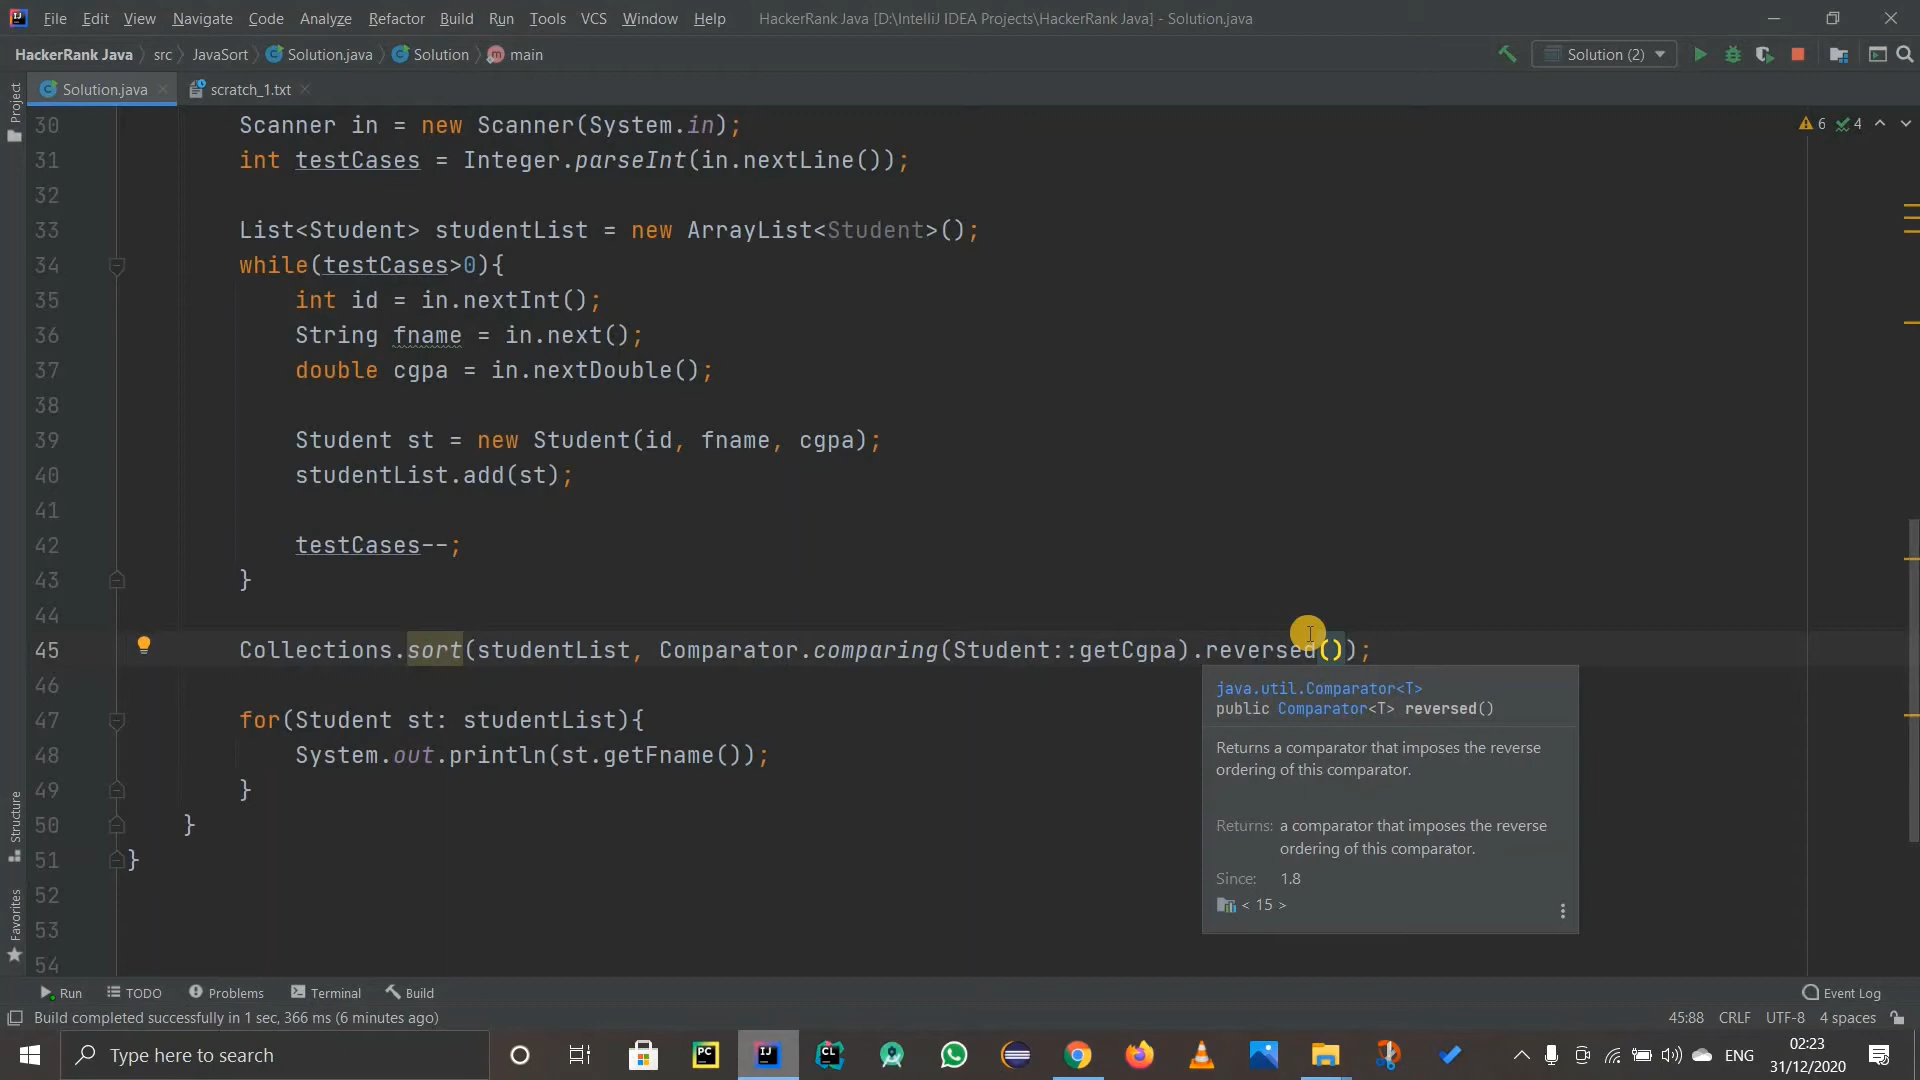 File Edit View Navigate Code Analyze Refactor Build Run Tools VCS Window Help HackerRank Java [D:\IntelliJ IDEA Projects\HackerRank Java] - Solution.java
HackerRank Java src JavaSort Solution.java Solution main Solution (2)
Solution.java scratch_1.txt
Project
30 Scanner in = new Scanner(System.in);
6 4
31 int testCases = Integer.parseInt(in.nextLine());
32
33 List<Student> studentList = new ArrayList<Student>();
34 while(testCases>0){
35 int id = in.nextInt();
36 String fname = in.next();
37 double cgpa = in.nextDouble();
38
39 Student st = new Student(id, fname, cgpa);
40 studentList.add(st);
41
42 testCases--;
43 }
44
45 Collections.sort(studentList, Comparator.comparing(Student::getCgpa).reversed());
46
47 for(Student st: studentList){
48 System.out.println(st.getFname());
49 }
50 }
51 }
52
53
54
java.util.Comparator<T>
public Comparator<T> reversed()
Returns a comparator that imposes the reverse
ordering of this comparator.
Returns: a comparator that imposes the reverse
ordering of this comparator.
Since: 1.8
< 15 >
Structure
Favorites
Run TODO Problems Terminal Build Event Log
Build completed successfully in 1 sec, 366 ms (6 minutes ago) 45:88 CRLF UTF-8 4 spaces
Type here to search PC IJ CL ENG 02:23
31/12/2020